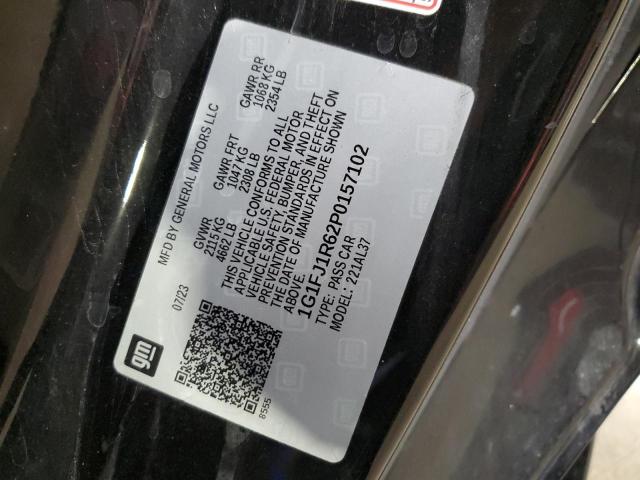 MFD BY GENERAL MOTORS LLC
07/23
gm
GVWR
2115 KG
4662 LB
GAWR FRT
1047 KG
2308 LB
GAWR RR
1068 KG
2354 LB
THIS VEHICLE CONFORMS TO ALL
APPLICABLE U.S. FEDERAL MOTOR
VEHICLE SAFETY, BUMPER, AND THEFT
PREVENTION STANDARDS IN EFFECT ON
THE DATE OF MANUFACTURE SHOWN
ABOVE.
1G1FJ1R62P0157102
TYPE: PASS CAR
MODEL: 221AL37
8555